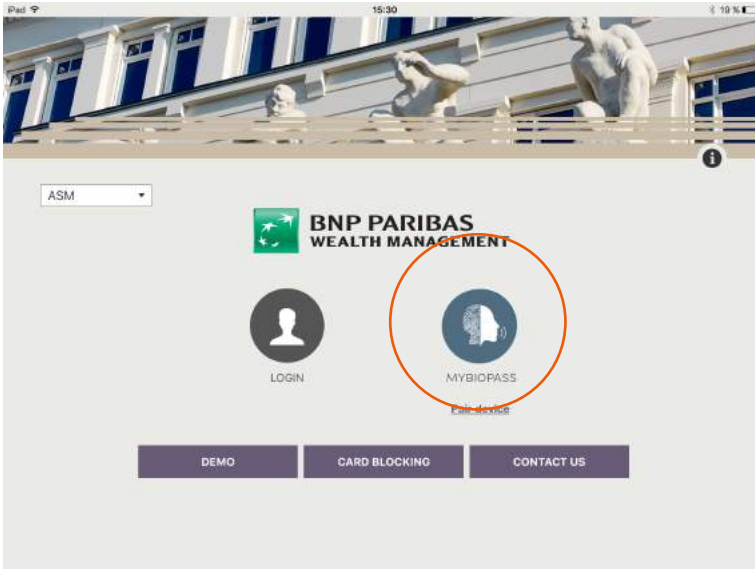 iPad 15:30 19 %
ASM
BNP PARIBAS
WEALTH MANAGEMENT
LOGIN MYBIOPASS
Pair device
DEMO CARD BLOCKING CONTACT US